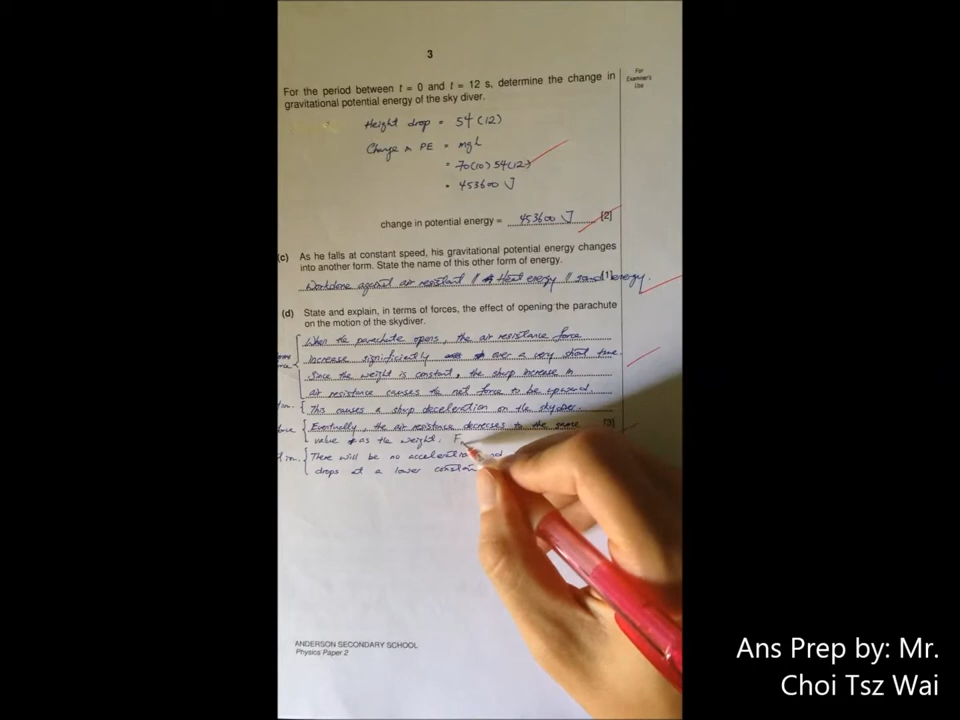 3
For
Examiner's
Use
For the period between t = 0 and t = 12 s, determine the change in
gravitational potential energy of the sky diver.
Height drop = 54 (12)
Change in PE = mgh
= 70(10) 54(12)
= 453600 J
change in potential energy = 453600 J [2]
(c) As he falls at constant speed, his gravitational potential energy changes
into another form. State the name of this other form of energy.
Workdone against air resistant // Heat energy // sound energy. [1]
(d) State and explain, in terms of forces, the effect of opening the parachute
on the motion of the skydiver.
When the parachute opens, the air resistance force
increase significiently over a very short time.
Since the weight is constant, the sharp increase in
air resistance causes the net force to be upward.
This causes a sharp deceleration on the skydiver.
Eventually, the air resistance decreases to the same [3]
value as the weight. F
There will be no acceleration and
drops at a lower constan
ANDERSON SECONDARY SCHOOL
Physics Paper 2
Ans Prep by: Mr.
Choi Tsz Wai